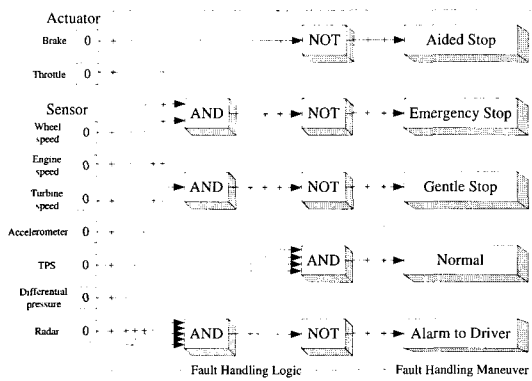 Actuator
Brake 0 NOT Aided Stop
Throttle 0
Sensor
AND NOT Emergency Stop
Wheel speed 0
Engine speed 0
AND NOT Gentle Stop
Turbine speed 0
Accelerometer 0
TPS 0 AND Normal
Differential pressure 0
Radar 0 AND NOT Alarm to Driver
Fault Handling Logic Fault Handling Maneuver